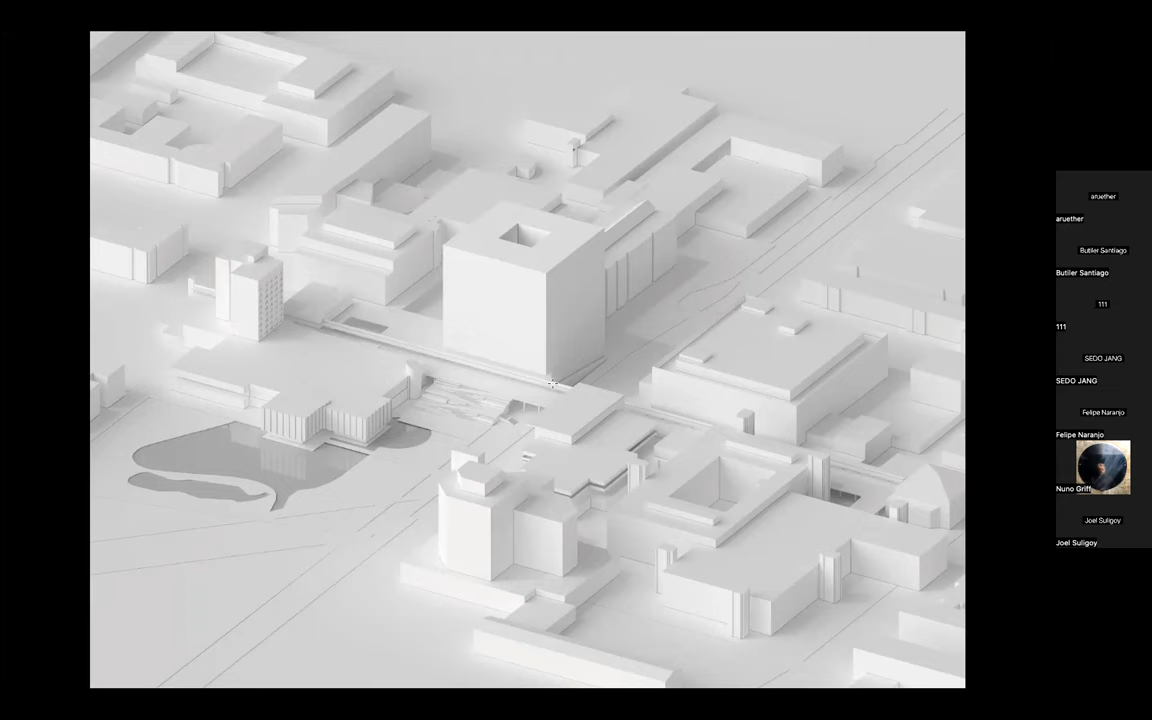 aruether
aruether
Butiler Santiago
Butiler Santiago
111
111
SEDO JANG
SEDO JANG
Felipe Naranjo
Felipe Naranjo
Nuno Griff
Joel Suligoy
Joel Suligoy